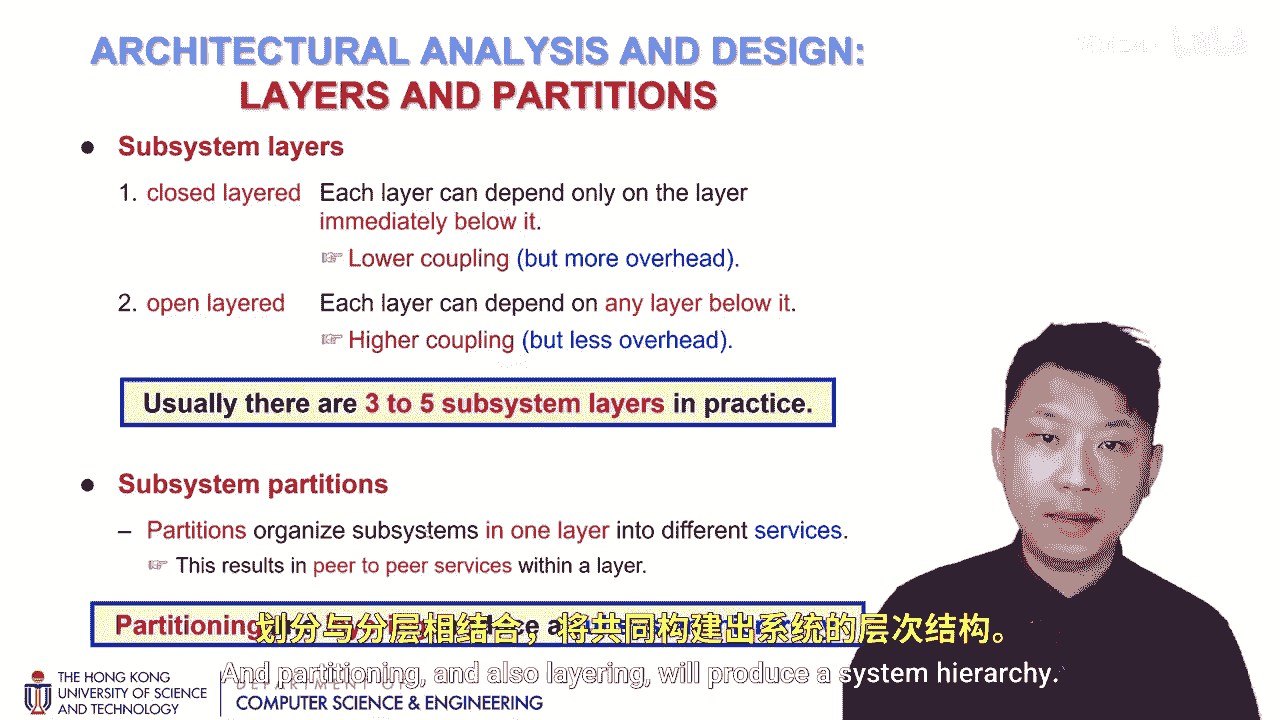 ARCHITECTURAL ANALYSIS AND DESIGN:
LAYERS AND PARTITIONS
● Subsystem layers
1. closed layered Each layer can depend only on the layer
immediately below it.
☞ Lower coupling (but more overhead).
2. open layered Each layer can depend on any layer below it.
☞ Higher coupling (but less overhead).
Usually there are 3 to 5 subsystem layers in practice.
● Subsystem partitions
– Partitions organize subsystems in one layer into different services.
☞ This results in peer to peer services within a layer.
Partitioning
划分与分层相结合，将共同构建出系统的层次结构。
And partitioning, and also layering, will produce a system hierarchy.
THE HONG KONG
UNIVERSITY OF SCIENCE
AND TECHNOLOGY
DEPARTMENT OF
COMPUTER SCIENCE & ENGINEERING